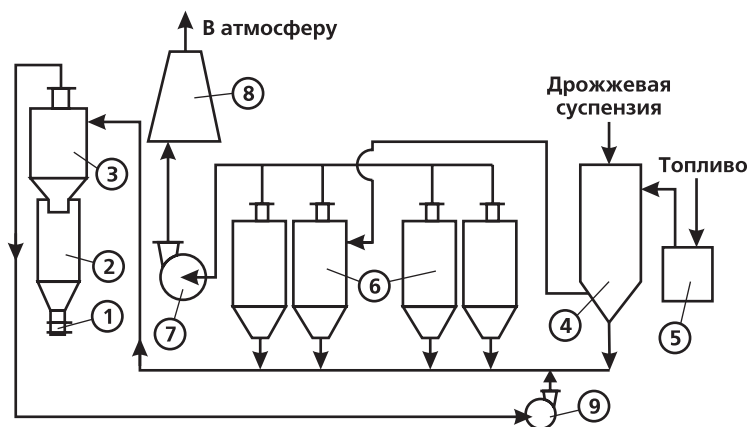 В атмосферу
8
Дрожжевая
суспензия
Топливо
3
2
1
7
6
4
5
9